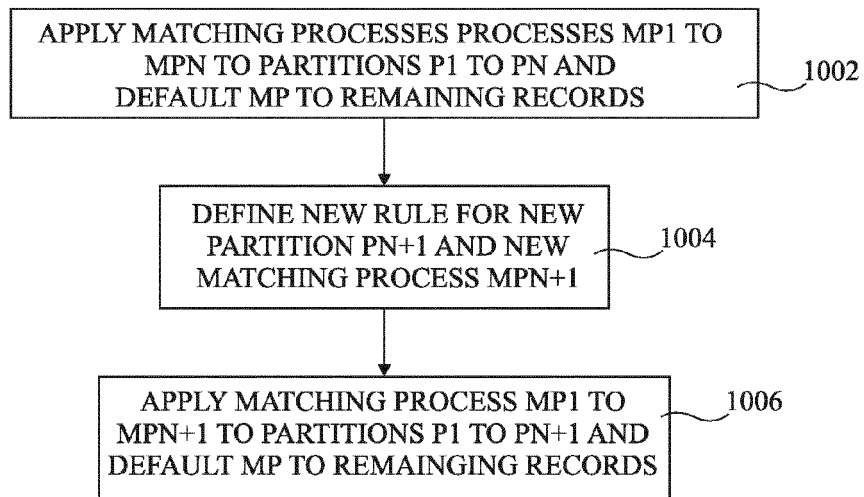 APPLY MATCHING PROCESSES PROCESSES MP1 TO
MPN TO PARTITIONS P1 TO PN AND
DEFAULT MP TO REMAINING RECORDS
1002
DEFINE NEW RULE FOR NEW
PARTITION PN+1 AND NEW
MATCHING PROCESS MPN+1
1004
APPLY MATCHING PROCESS MP1 TO
MPN+1 TO PARTITIONS P1 TO PN+1 AND
DEFAULT MP TO REMAINGING RECORDS
1006